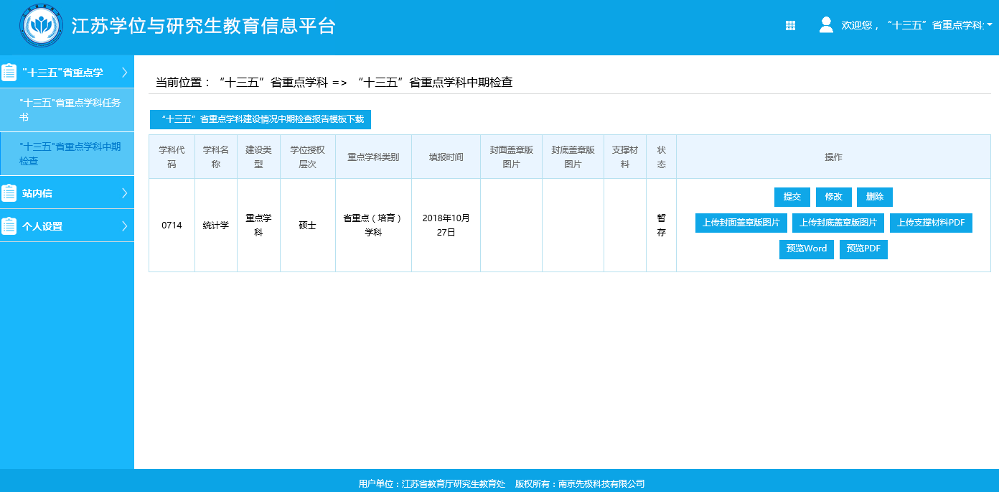 江苏学位与研究生教育信息平台
欢迎您，“十三五”省重点学科
"十三五"省重点学
"十三五"省重点学科任务
书
"十三五"省重点学科中期
检查
站内信
个人设置
当前位置：“十三五”省重点学科 => “十三五”省重点学科中期检查
“十三五”省重点学科建设情况中期检查报告模板下载
学科代
码
学科名
称
建设类
型
学位授权
层次
重点学科类别
填报时间
封面盖章版
图片
封底盖章版
图片
支撑材
料
状
态
操作
0714
统计学
重点学
科
硕士
省重点（培育）
学科
2018年10月
27日
暂
存
提交 修改 删除
上传封面盖章版图片 上传封底盖章版图片 上传支撑材料PDF
预览Word 预览PDF
用户单位：江苏省教育厅研究生教育处 版权所有：南京先极科技有限公司